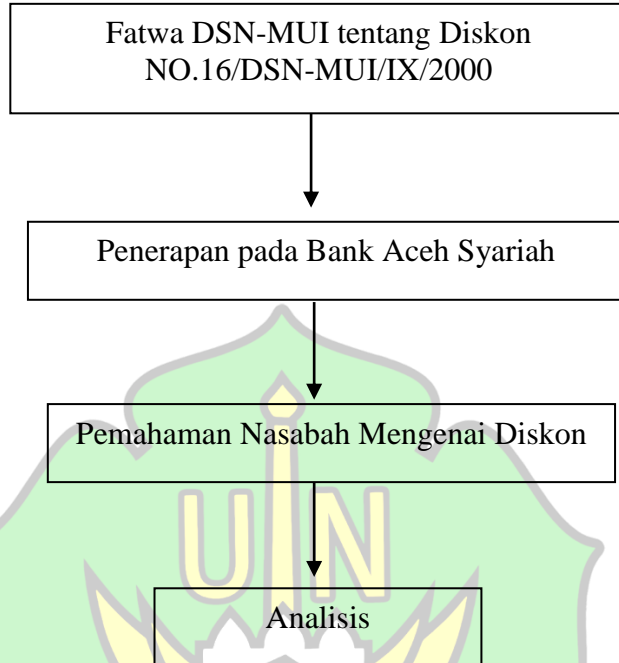 Fatwa DSN-MUI tentang Diskon
NO.16/DSN-MUI/IX/2000
Penerapan pada Bank Aceh Syariah
Pemahaman Nasabah Mengenai Diskon
UIN
Analisis